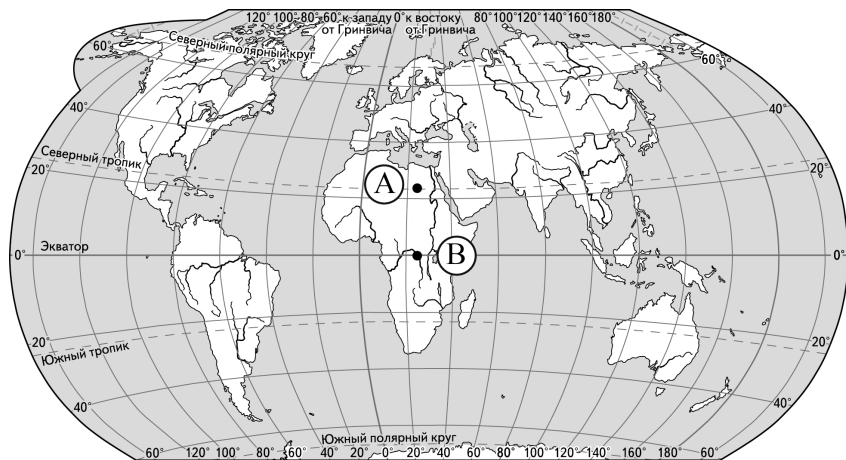 120° 100° 80° 60° к западу 0° к востоку 80° 100° 120° 140° 160° 180°
от Гринвича от Гринвича
60° Северный полярный круг 60°
40° 40°
Северный тропик
20° 20°
А
Экватор
0° 0°
В
20° 20°
Южный тропик
40° 40°
Южный полярный круг
60° 120° 100° 80° 60° 40° 20° 0° 20° 40° 60° 80° 100° 120° 140° 160° 180° 60°